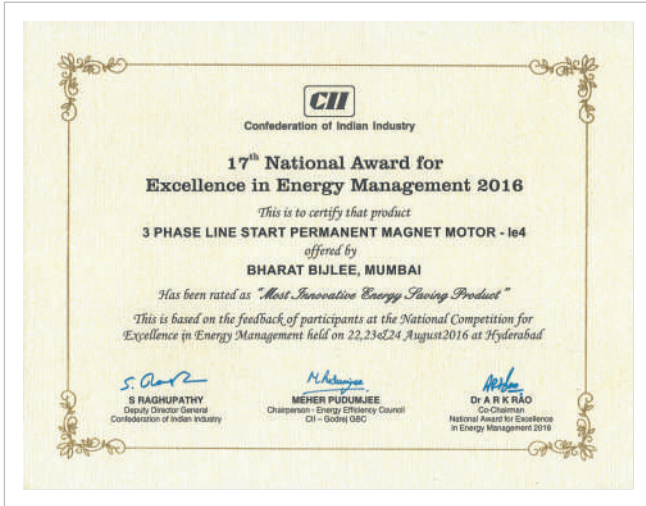 CII
Confederation of Indian Industry
17th National Award for
Excellence in Energy Management 2016
This is to certify that product
3 PHASE LINE START PERMANENT MAGNET MOTOR - Ie4
offered by
BHARAT BIJLEE, MUMBAI
Has been rated as "Most Innovative Energy Saving Product"
This is based on the feedback of participants at the National Competition for
Excellence in Energy Management held on 22,23&24 August2016 at Hyderabad
S RAGHUPATHY
Deputy Director General
Confederation of Indian Industry
MEHER PUDUMJEE
Chairperson - Energy Efficiency Council
CII – Godrej GBC
Dr A R K RAO
Co-Chairman
National Award for Excellence
in Energy Management 2016